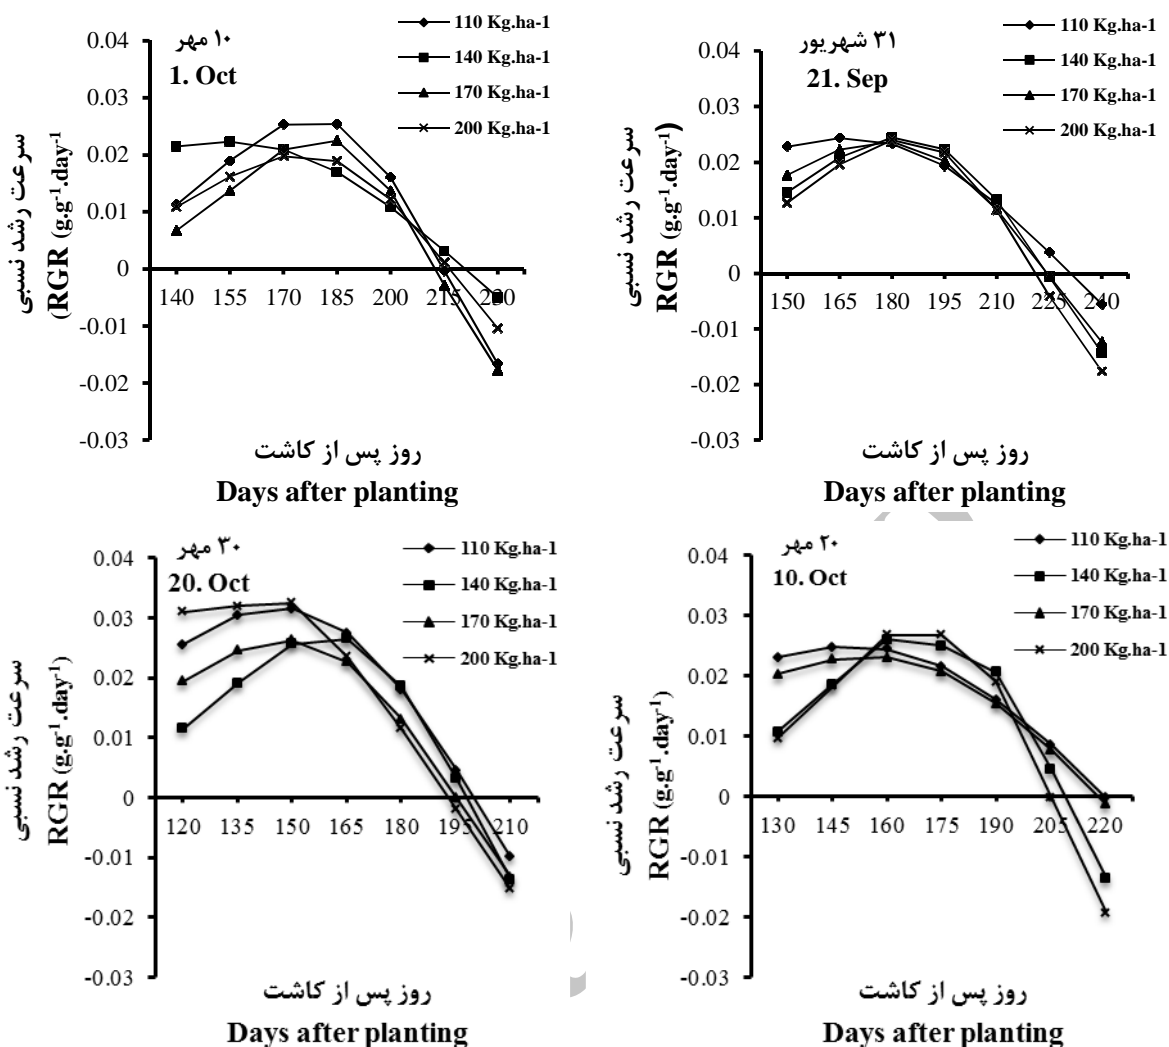 ۱۰ مهر
1. Oct
110 Kg.ha-1
140 Kg.ha-1
170 Kg.ha-1
200 Kg.ha-1
0.04
0.03
0.02
0.01
0
-0.01
-0.02
-0.03
140 155 170 185 200 215 230
سرعت رشد نسبی
(RGR (g.g-1.day-1
روز پس از کاشت
Days after planting
۳۱ شهریور
21. Sep
110 Kg.ha-1
140 Kg.ha-1
170 Kg.ha-1
200 Kg.ha-1
0.04
0.03
0.02
0.01
0
-0.01
-0.02
-0.03
150 165 180 195 210 225 240
سرعت رشد نسبی
RGR (g.g-1.day-1)
روز پس از کاشت
Days after planting
۳۰ مهر
20. Oct
110 Kg.ha-1
140 Kg.ha-1
170 Kg.ha-1
200 Kg.ha-1
0.04
0.03
0.02
0.01
0
-0.01
-0.02
-0.03
120 135 150 165 180 195 210
سرعت رشد نسبی
RGR (g.g-1.day-1)
روز پس از کاشت
Days after planting
۲۰ مهر
10. Oct
110 Kg.ha-1
140 Kg.ha-1
170 Kg.ha-1
200 Kg.ha-1
0.04
0.03
0.02
0.01
0
-0.01
-0.02
-0.03
130 145 160 175 190 205 220
سرعت رشد نسبی
RGR (g.g-1.day-1)
روز پس از کاشت
Days after planting